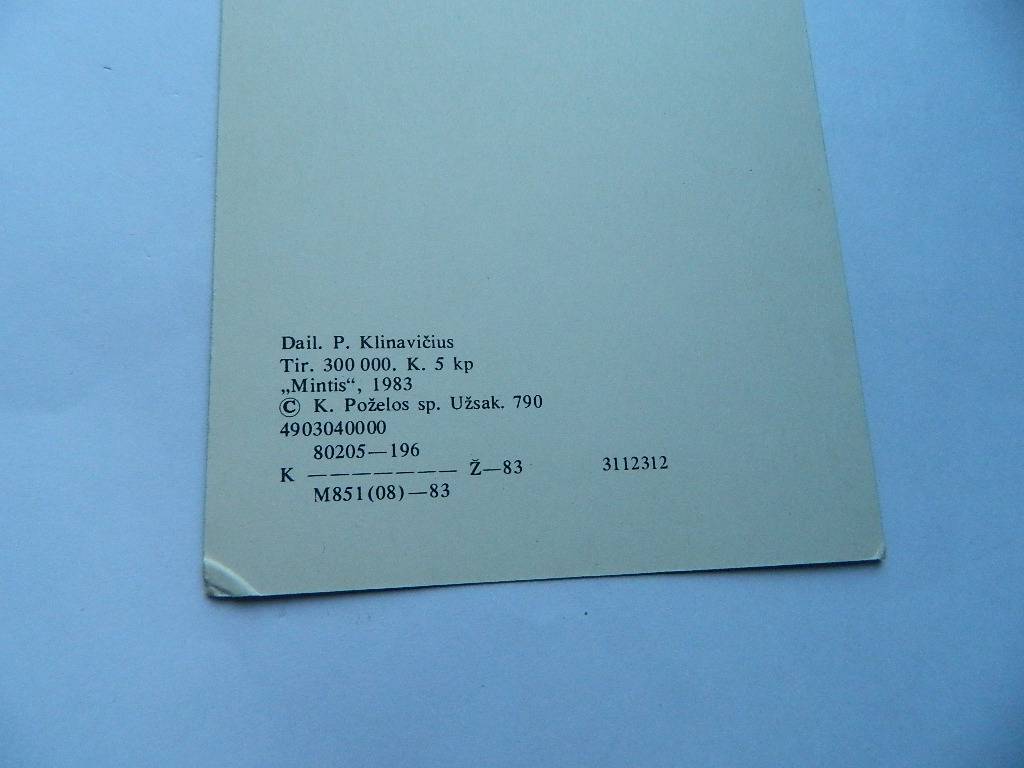 Dail. P. Klinavičius
Tir. 300 000. K. 5 kp
„Mintis“, 1983
© K. Poželos sp. Užsak. 790
4903040000
80205—196
K ——————— Ž—83 3112312
M851(08)—83